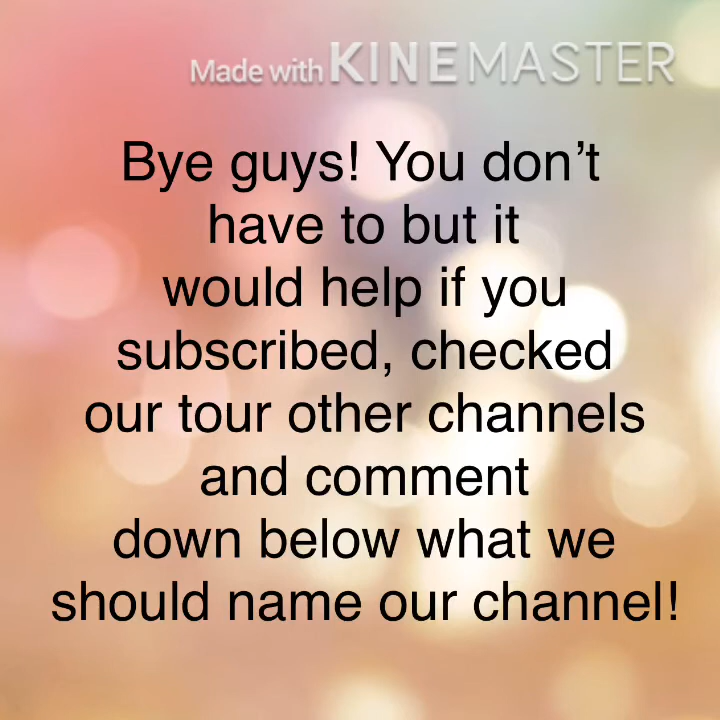 Made with KINEMASTER
Bye guys! You don’t
have to but it
would help if you
subscribed, checked
our tour other channels
and comment
down below what we
should name our channel!